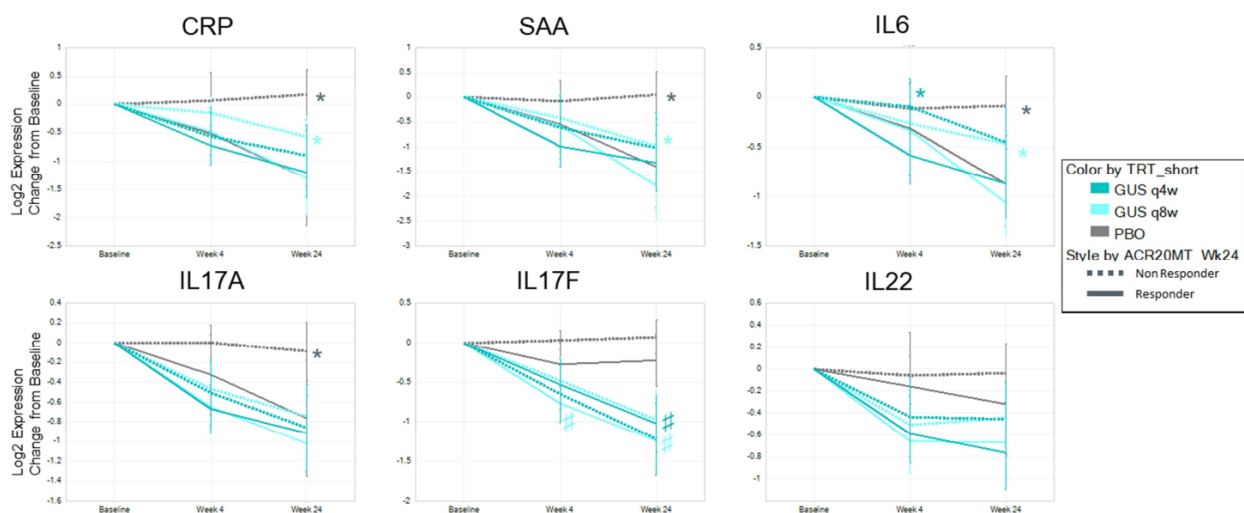 CRP
SAA
IL6
Log2 Expression
Change from Baseline
1
0.5
0
-0.5
-1
-1.5
-2
-2.5
Baseline
Week 4
Week 24
*
*
1
0.5
0
-0.5
-1
-1.5
-2
-2.5
-3
Baseline
Week 4
Week 24
*
*
0.5
0
-0.5
-1
-1.5
Baseline
Week 4
Week 24
*
*
*
Color by TRT_short
GUS q4w
GUS q8w
PBO
Style by ACR20MT_Wk24
Non Responder
Responder
IL17A
IL17F
IL22
Log2 Expression
Change from Baseline
0.4
0.2
0
-0.2
-0.4
-0.6
-0.8
-1
-1.2
-1.4
-1.6
Baseline
Week 4
Week 24
*
0.5
0
-0.5
-1
-1.5
-2
Baseline
Week 4
Week 24
#
#
#
0.6
0.4
0.2
0
-0.2
-0.4
-0.6
-0.8
-1
Baseline
Week 4
Week 24